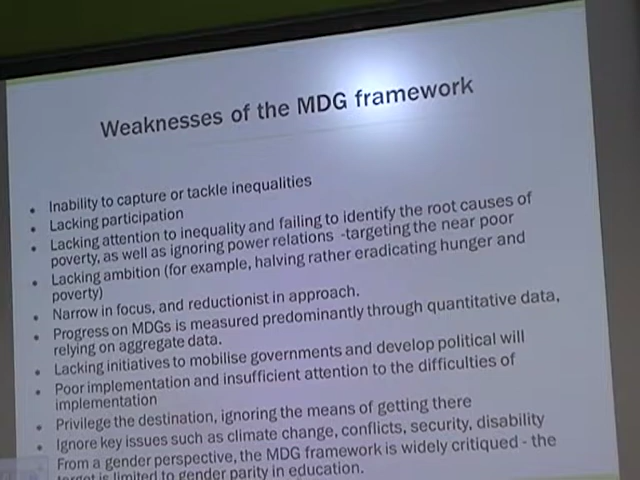 Weaknesses of the MDG framework
• Inability to capture or tackle inequalities
• Lacking participation
• Lacking attention to inequality and failing to identify the root causes of
poverty, as well as ignoring power relations -targeting the near poor
• Lacking ambition (for example, halving rather eradicating hunger and
poverty)
• Narrow in focus, and reductionist in approach.
• Progress on MDGs is measured predominantly through quantitative data,
relying on aggregate data.
• Lacking initiatives to mobilise governments and develop political will
• Poor implementation and insufficient attention to the difficulties of
implementation
• Privilege the destination, ignoring the means of getting there
• Ignore key issues such as climate change, conflicts, security, disability
From a gender perspective, the MDG framework is widely critiqued - the
target is limited to gender parity in education.